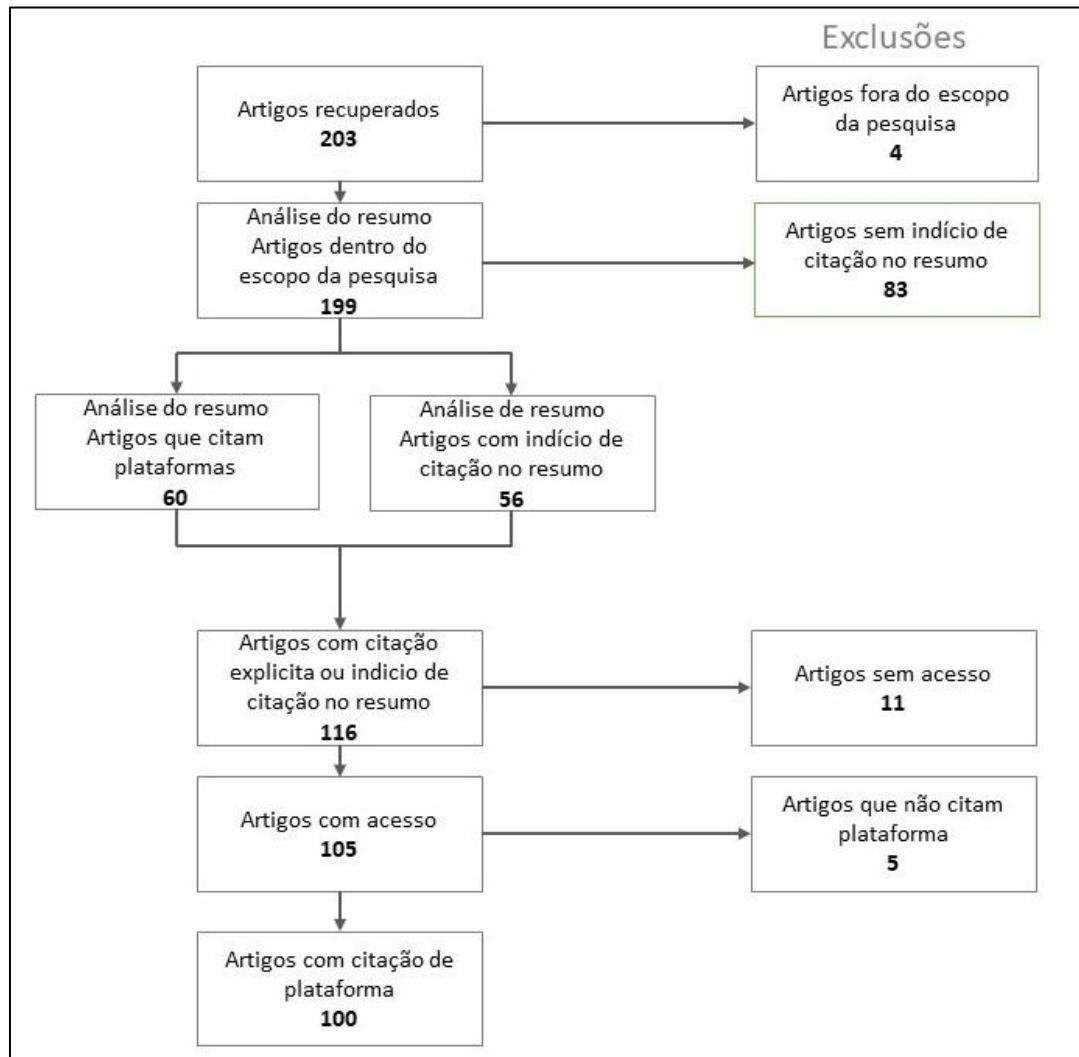 Exclusões
Artigos recuperados
203
Artigos fora do escopo
da pesquisa
4
Análise do resumo
Artigos dentro do
escopo da pesquisa
199
Artigos sem indício de
citação no resumo
83
Análise do resumo
Artigos que citam
plataformas
60
Análise de resumo
Artigos com indício de
citação no resumo
56
Artigos com citação
explicita ou indicio de
citação no resumo
116
Artigos sem acesso
11
Artigos com acesso
105
Artigos que não citam
plataforma
5
Artigos com citação de
plataforma
100